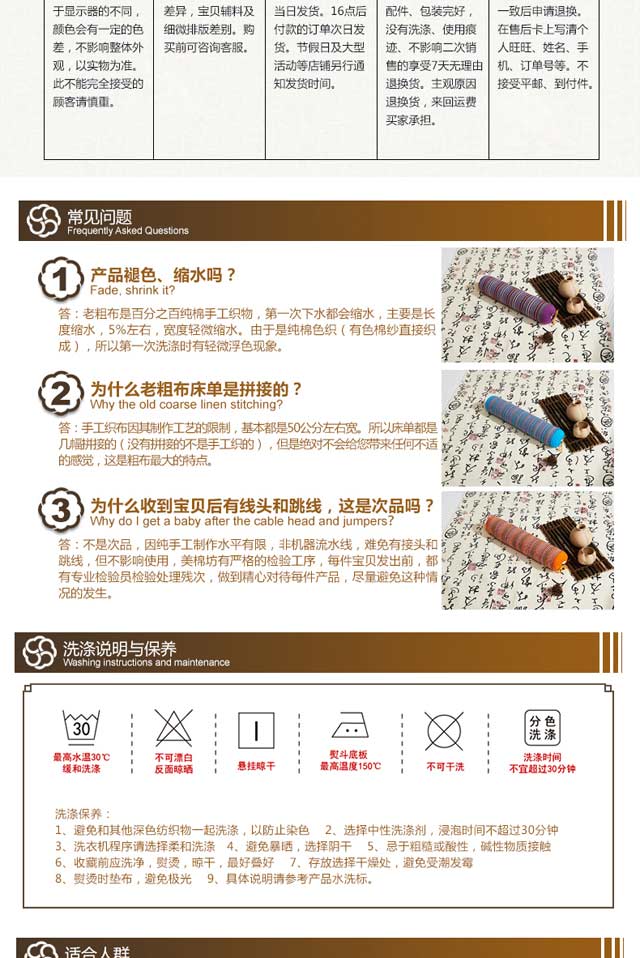 于显示器的不同，
颜色会有一定的色
差，不影响整体外
观，以实物为准。
此不能完全接受的
顾客请慎重。
差异，宝贝辅料及
细微排版差别。购
买前可咨询客服。
当日发货。16点后
付款的订单次日发
货。节假日及大型
活动等店铺另行通
知发货时间。
配件、包装完好，
没有洗涤、使用痕
迹、不影响二次销
售的享受7天无理由
退换货。主观原因
退换货，来回运费
买家承担。
一致后申请退换。
在售后卡上写清个
人旺旺、姓名、手
机、订单号等。不
接受平邮、到付件。
常见问题
Frequently Asked Questions
1 产品褪色、缩水吗？
Fade, shrink it?
答：老粗布是百分之百纯棉手工织物，第一次下水都会缩水，主要是长
度缩水，5%左右，宽度轻微缩水。由于是纯棉色织（有色棉纱直接织
成），所以第一次洗涤时有轻微浮色现象。
2 为什么老粗布床单是拼接的？
Why the old coarse linen stitching?
答：手工织布因其制作工艺的限制，基本都是50公分左右宽。所以床单都是
几幅拼接的（没有拼接的不是手工织的），但是绝对不会给您带来任何不适
的感觉，这是粗布最大的特点。
3 为什么收到宝贝后有线头和跳线，这是次品吗？
Why do I get a baby after the cable head and jumpers?
答：不是次品，因纯手工制作水平有限，非机器流水线，难免有接头和
跳线，但不影响使用，美棉坊有严格的检验工序，每件宝贝发出前，都
有专业检验员检验处理残次，做到精心对待每件产品，尽量避免这种情
况的发生。
洗涤说明与保养
Washing instructions and maintenance
30
最高水温30℃
缓和洗涤
不可漂白
反面晾晒
悬挂晾干
熨斗底板
最高温度150℃
不可干洗
分色
洗涤
洗涤时间
不宜超过30分钟
洗涤保养：
1、避免和其他深色纺织物一起洗涤，以防止染色 2、选择中性洗涤剂，浸泡时间不超过30分钟
3、洗衣机程序请选择柔和洗涤 4、避免暴晒，选择阴干 5、忌于粗糙或酸性，碱性物质接触
6、收藏前应洗净，熨烫，晾干，最好叠好 7、存放选择干燥处，避免受潮发霉
8、熨烫时垫布，避免极光 9、具体说明请参考产品水洗标。
适合人群